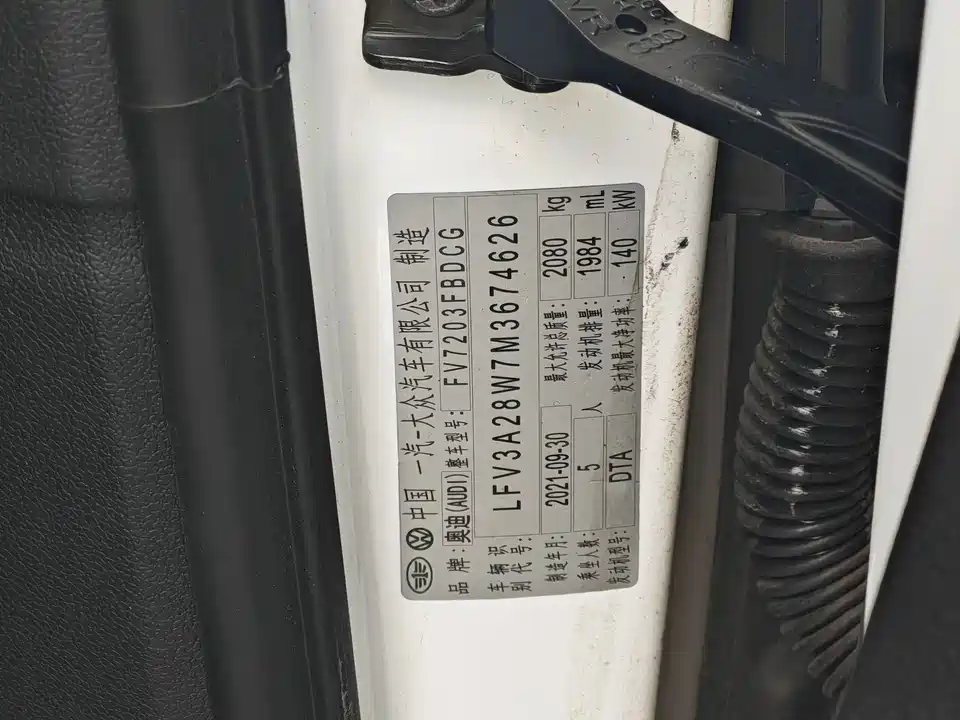 中国 一汽-大众汽车有限公司 制造
品 牌: 奥迪(AUDI) 整车型号: FV7203FBDCG
车辆识别代号: LFV3A28W7M3674626
制造年月: 2021-09-30 最大允许总质量: 2080 kg
乘坐人数: 5 人 发动机排量: 1984 mL
发动机型号: DTA 发动机最大净功率: 140 kW